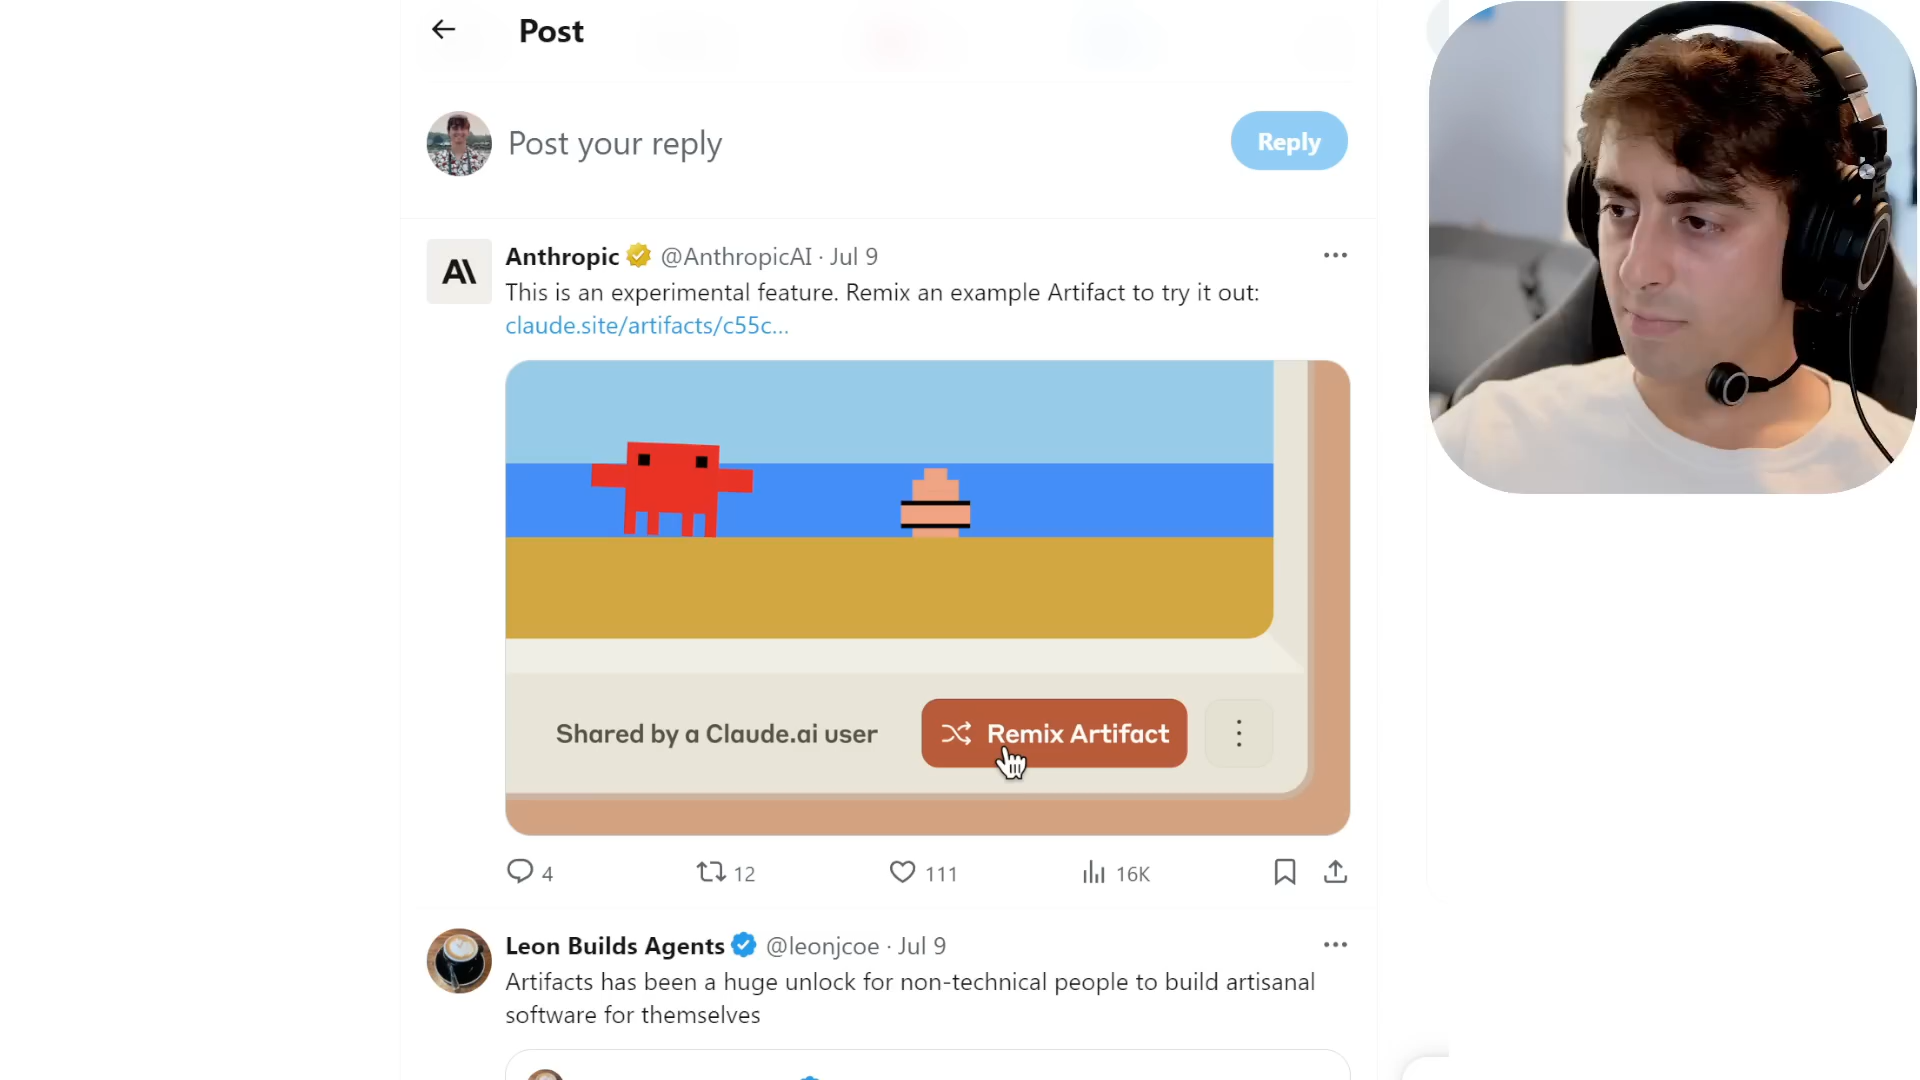 Post
Post your reply
Reply
Anthropic @AnthropicAI · Jul 9
This is an experimental feature. Remix an example Artifact to try it out:
claude.site/artifacts/c55c...
Shared by a Claude.ai user
Remix Artifact
4
12
111
16K
Leon Builds Agents @leonjcoe · Jul 9
Artifacts has been a huge unlock for non-technical people to build artisanal
software for themselves